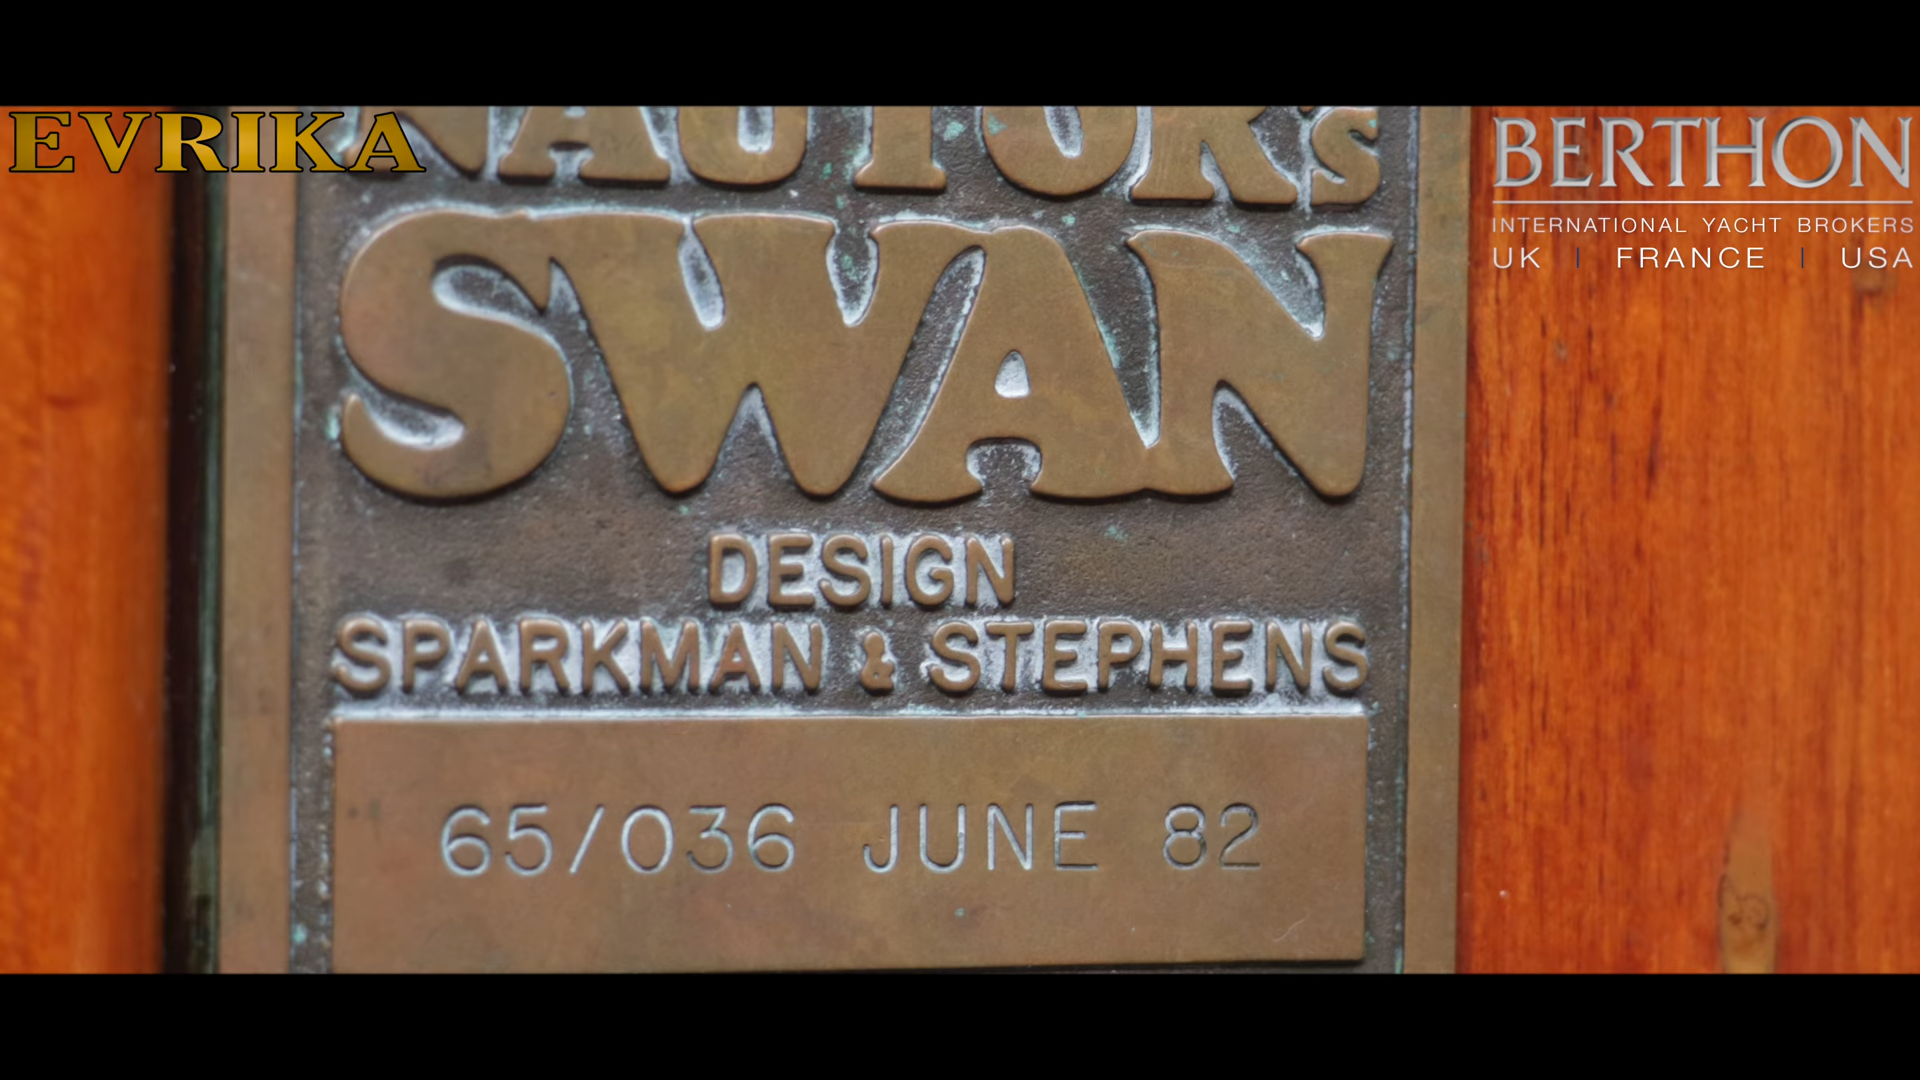 EVRIKA
NAUTOR's
SWAN
DESIGN
SPARKMAN & STEPHENS
65/036 JUNE 82
BERTHON
INTERNATIONAL YACHT BROKERS
UK | FRANCE | USA